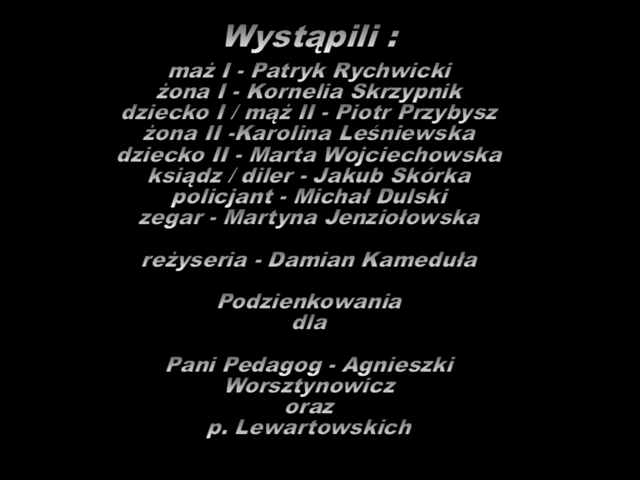 Wystąpili :
maż I - Patryk Rychwicki
żona I - Kornelia Skrzypnik
dziecko I / mąż II - Piotr Przybysz
żona II -Karolina Leśniewska
dziecko II - Marta Wojciechowska
ksiądz / diler - Jakub Skórka
policjant - Michał Dulski
zegar - Martyna Jenziołowska
reżyseria - Damian Kameduła
Podzienkowania
dla
Pani Pedagog - Agnieszki
Worsztynowicz
oraz
p. Lewartowskich